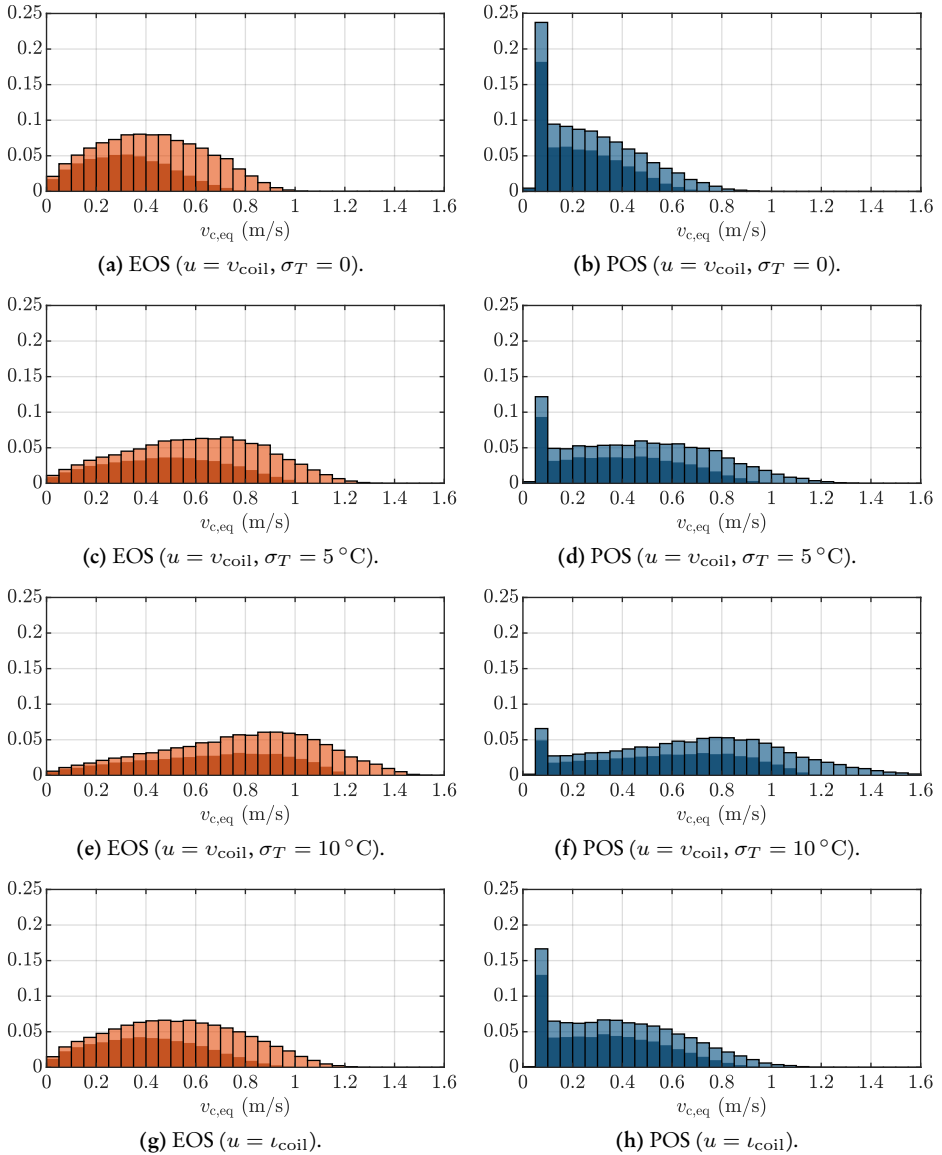 0.25
0.2
0.15
0.1
0.05
0
0 0.2 0.4 0.6 0.8 1 1.2 1.4 1.6
v_c,eq (m/s)
(a) EOS (u = υ_coil, σ_T = 0).
0.25
0.2
0.15
0.1
0.05
0
0 0.2 0.4 0.6 0.8 1 1.2 1.4 1.6
v_c,eq (m/s)
(b) POS (u = υ_coil, σ_T = 0).
0.25
0.2
0.15
0.1
0.05
0
0 0.2 0.4 0.6 0.8 1 1.2 1.4 1.6
v_c,eq (m/s)
(c) EOS (u = υ_coil, σ_T = 5 °C).
0.25
0.2
0.15
0.1
0.05
0
0 0.2 0.4 0.6 0.8 1 1.2 1.4 1.6
v_c,eq (m/s)
(d) POS (u = υ_coil, σ_T = 5 °C).
0.25
0.2
0.15
0.1
0.05
0
0 0.2 0.4 0.6 0.8 1 1.2 1.4 1.6
v_c,eq (m/s)
(e) EOS (u = υ_coil, σ_T = 10 °C).
0.25
0.2
0.15
0.1
0.05
0
0 0.2 0.4 0.6 0.8 1 1.2 1.4 1.6
v_c,eq (m/s)
(f) POS (u = υ_coil, σ_T = 10 °C).
0.25
0.2
0.15
0.1
0.05
0
0 0.2 0.4 0.6 0.8 1 1.2 1.4 1.6
v_c,eq (m/s)
(g) EOS (u = ι_coil).
0.25
0.2
0.15
0.1
0.05
0
0 0.2 0.4 0.6 0.8 1 1.2 1.4 1.6
v_c,eq (m/s)
(h) POS (u = ι_coil).